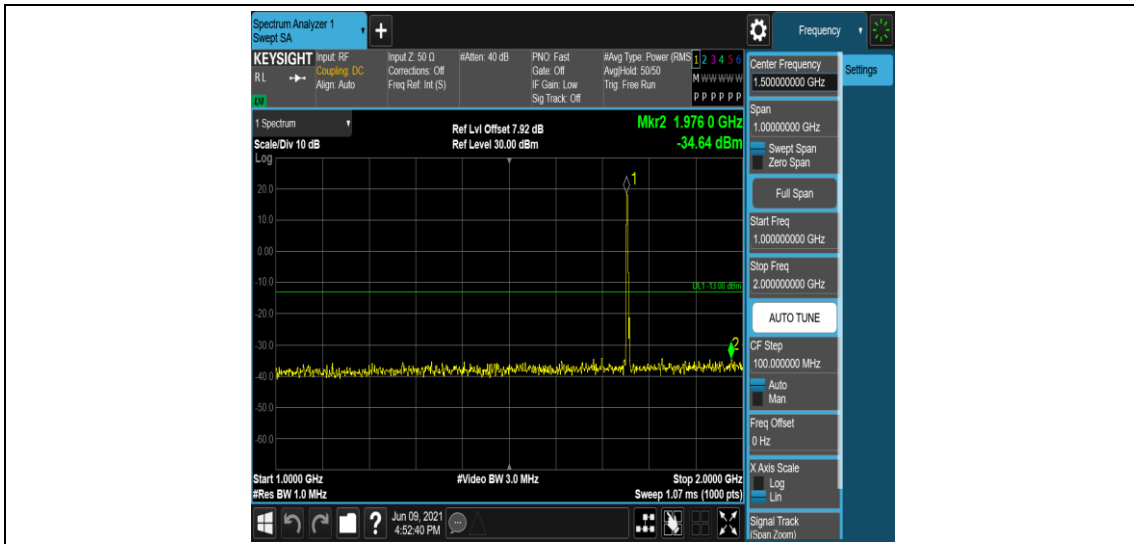 Spectrum Analyzer 1
Swept SA
+
Frequency
KEYSIGHT
RL
LXI
Input: RF
Coupling: DC
Align: Auto
Input Z: 50 Ω
Corrections: Off
Freq Ref: Int (S)
#Atten: 40 dB
PNO: Fast
Gate: Off
IF Gain: Low
Sig Track: Off
#Avg Type: Power (RMS
Avg|Hold: 50/50
Trig: Free Run
1 2 3 4 5 6
M W W W W W
P P P P P P
1 Spectrum
Scale/Div 10 dB
Log
Ref Lvl Offset 7.92 dB
Ref Level 30.00 dBm
Mkr2 1.976 0 GHz
-34.64 dBm
1
20.0
10.0
0.00
-10.0
DL1 -13.00 dBm
-20.0
-30.0
2
-40.0
-50.0
-60.0
Start 1.0000 GHz
#Res BW 1.0 MHz
#Video BW 3.0 MHz
Stop 2.0000 GHz
Sweep 1.07 ms (1000 pts)
?
Jun 09, 2021
4:52:40 PM
Center Frequency
1.500000000 GHz
Settings
Span
1.00000000 GHz
Swept Span
Zero Span
Full Span
Start Freq
1.000000000 GHz
Stop Freq
2.000000000 GHz
AUTO TUNE
CF Step
100.000000 MHz
Auto
Man
Freq Offset
0 Hz
X Axis Scale
Log
Lin
Signal Track
(Span Zoom)